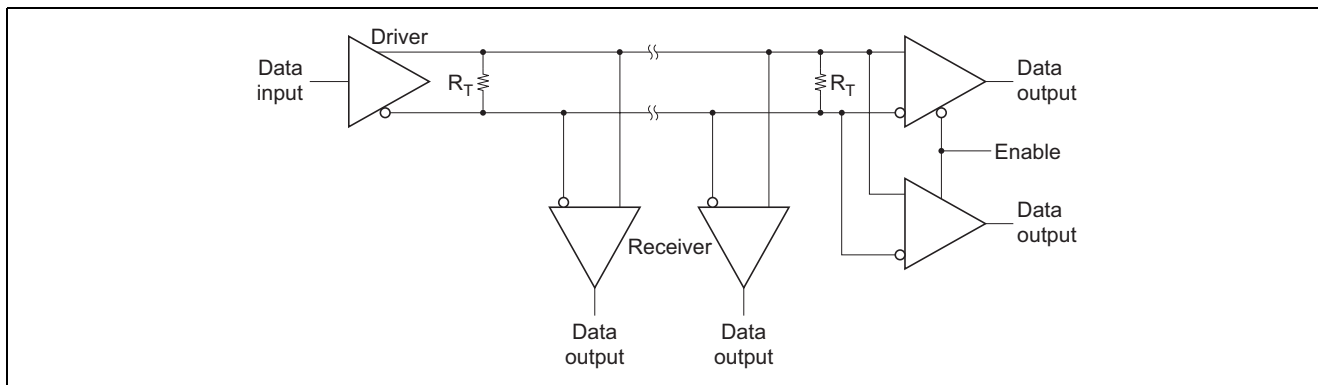 Driver
Data
input
R_T
R_T
Data
output
Enable
Data
output
Receiver
Data
output
Data
output